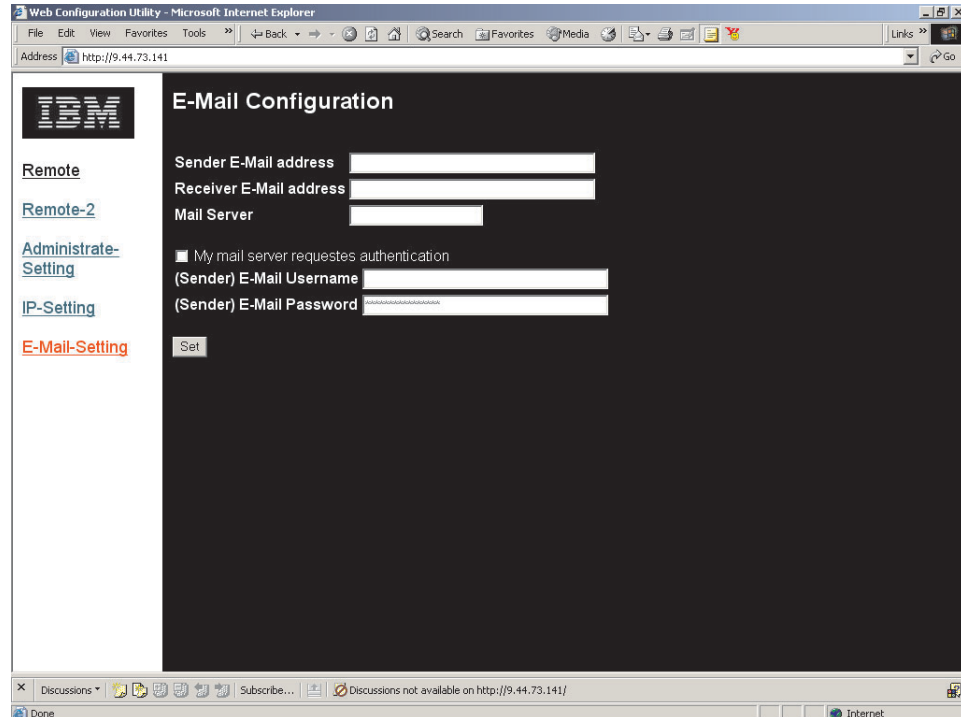 Web Configuration Utility - Microsoft Internet Explorer
File Edit View Favorites Tools » Back Search Favorites Media Links »
Address http://9.44.73.141 Go
IBM
Remote
Remote-2
Administrate-
Setting
IP-Setting
E-Mail-Setting
E-Mail Configuration
Sender E-Mail address
Receiver E-Mail address
Mail Server
My mail server requestes authentication
(Sender) E-Mail Username
(Sender) E-Mail Password ****************
Set
Discussions Subscribe... Discussions not available on http://9.44.73.141/
Done Internet